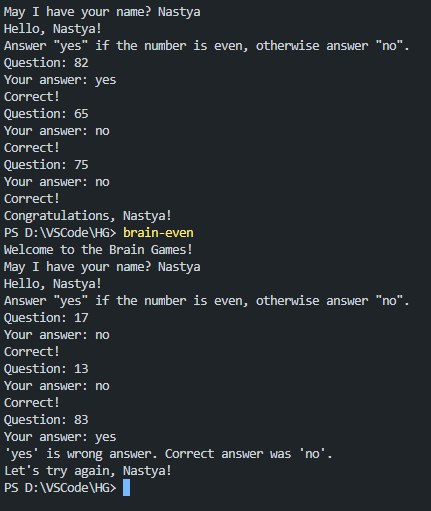 May I have your name? Nastya
Hello, Nastya!
Answer "yes" if the number is even, otherwise answer "no".
Question: 82
Your answer: yes
Correct!
Question: 65
Your answer: no
Correct!
Question: 75
Your answer: no
Correct!
Congratulations, Nastya!
PS D:\VSCode\HG> brain-even
Welcome to the Brain Games!
May I have your name? Nastya
Hello, Nastya!
Answer "yes" if the number is even, otherwise answer "no".
Question: 17
Your answer: no
Correct!
Question: 13
Your answer: no
Correct!
Question: 83
Your answer: yes
'yes' is wrong answer. Correct answer was 'no'.
Let's try again, Nastya!
PS D:\VSCode\HG>